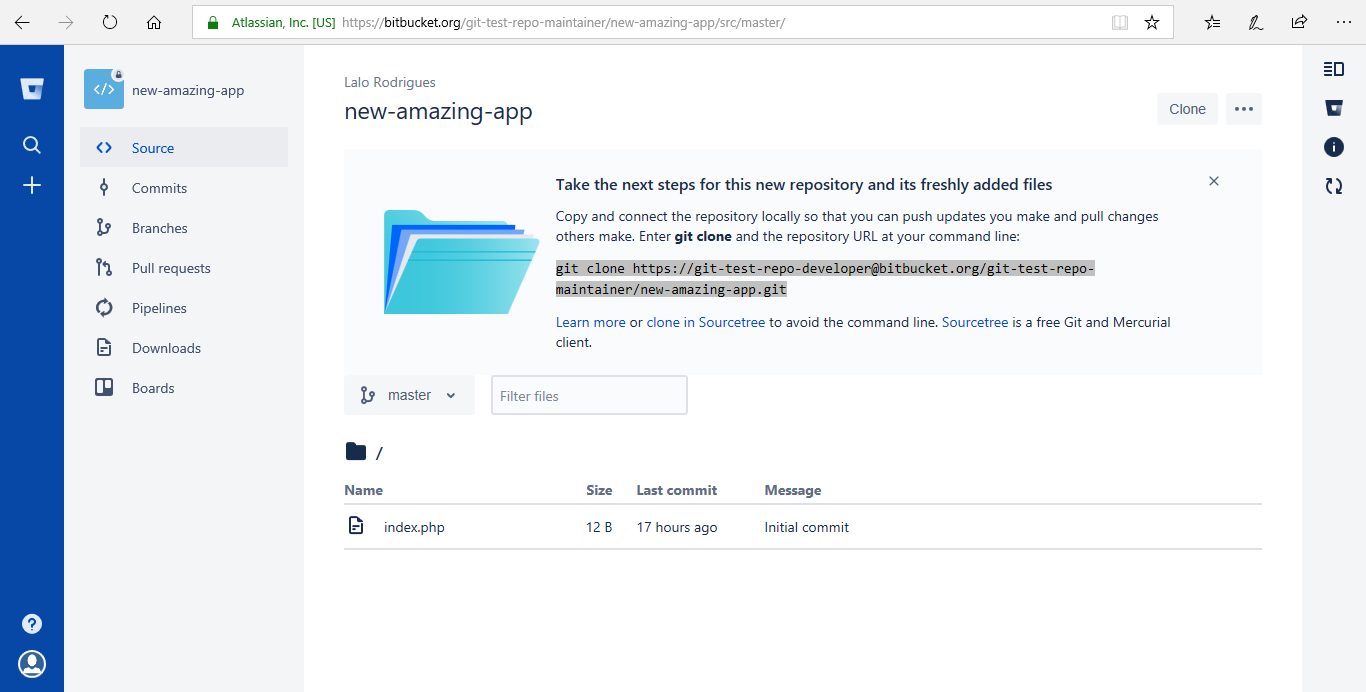 Atlassian, Inc. [US] https://bitbucket.org/git-test-repo-maintainer/new-amazing-app/src/master/
</>
new-amazing-app
Source
Commits
Branches
Pull requests
Pipelines
Downloads
Boards
Lalo Rodrigues
new-amazing-app
Clone
Take the next steps for this new repository and its freshly added files
Copy and connect the repository locally so that you can push updates you make and pull changes
others make. Enter git clone and the repository URL at your command line:
git clone https://git-test-repo-developer@bitbucket.org/git-test-repo-
maintainer/new-amazing-app.git
Learn more or clone in Sourcetree to avoid the command line. Sourcetree is a free Git and Mercurial
client.
master
Filter files
/
Name Size Last commit Message
index.php 12 B 17 hours ago Initial commit